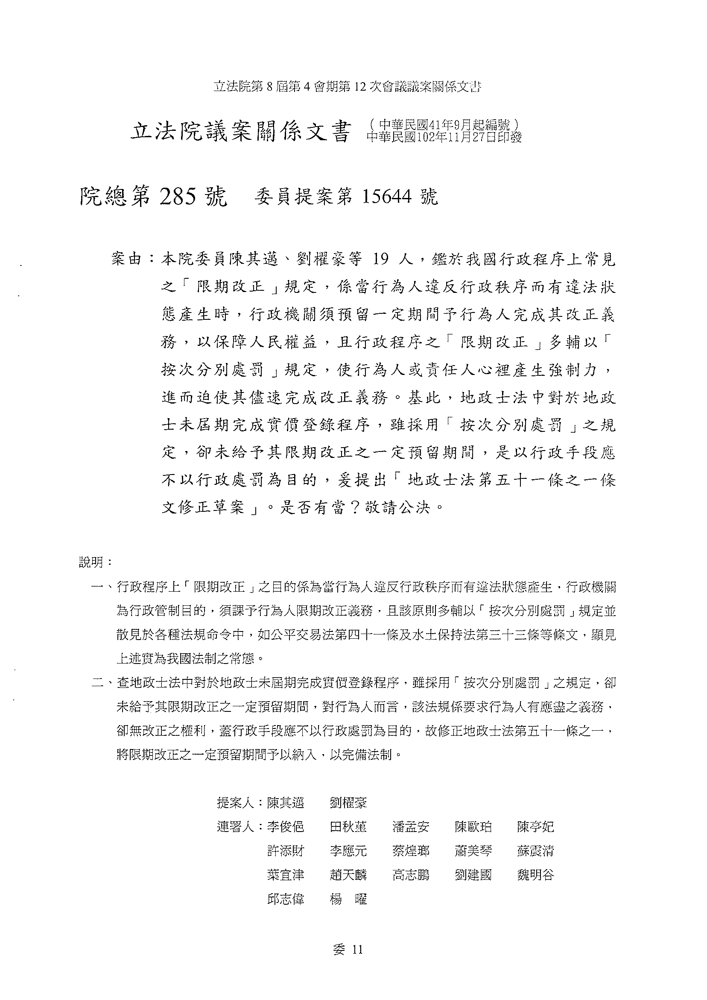 立法院第 8 屆第 4 會期第 12 次會議議案關係文書
立法院議案關係文書 （中華民國41年9月起編號）
中華民國102年11月27日印發
院總第 285 號 委員提案第 15644 號
案由：本院委員陳其邁、劉櫂豪等 19 人，鑑於我國行政程序上常見
之「限期改正」規定，係當行為人違反行政秩序而有違法狀
態產生時，行政機關須預留一定期間予行為人完成其改正義
務，以保障人民權益，且行政程序之「限期改正」多輔以「
按次分別處罰」規定，使行為人或責任人心裡產生強制力，
進而迫使其儘速完成改正義務。基此，地政士法中對於地政
士未屆期完成實價登錄程序，雖採用「按次分別處罰」之規
定，卻未給予其限期改正之一定預留期間，是以行政手段應
不以行政處罰為目的，爰提出「地政士法第五十一條之一條
文修正草案」。是否有當？敬請公決。
說明：
一、行政程序上「限期改正」之目的係為當行為人違反行政秩序而有違法狀態產生，行政機關
為行政管制目的，須課予行為人限期改正義務，且該原則多輔以「按次分別處罰」規定並
散見於各種法規命令中，如公平交易法第四十一條及水土保持法第三十三條等條文，顯見
上述實為我國法制之常態。
二、查地政士法中對於地政士未屆期完成實價登錄程序，雖採用「按次分別處罰」之規定，卻
未給予其限期改正之一定預留期間，對行為人而言，該法規係要求行為人有應盡之義務，
卻無改正之權利，蓋行政手段應不以行政處罰為目的，故修正地政士法第五十一條之一，
將限期改正之一定預留期間予以納入，以完備法制。
提案人：陳其邁 劉櫂豪
連署人：李俊俋 田秋堇 潘孟安 陳歐珀 陳亭妃
許添財 李應元 蔡煌瑯 蕭美琴 蘇震清
葉宜津 趙天麟 高志鵬 劉建國 魏明谷
邱志偉 楊 曜
委 11